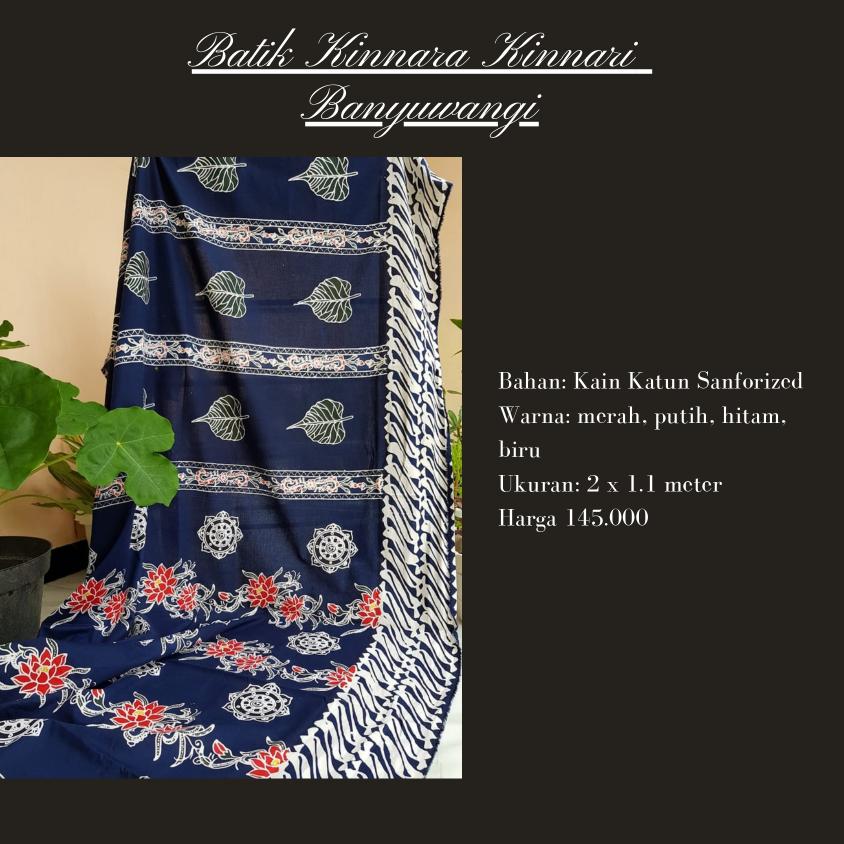 Batik Kinnara Kinnari
Banyuwangi
Bahan: Kain Katun Sanforized
Warna: merah, putih, hitam,
biru
Ukuran: 2 x 1.1 meter
Harga 145.000